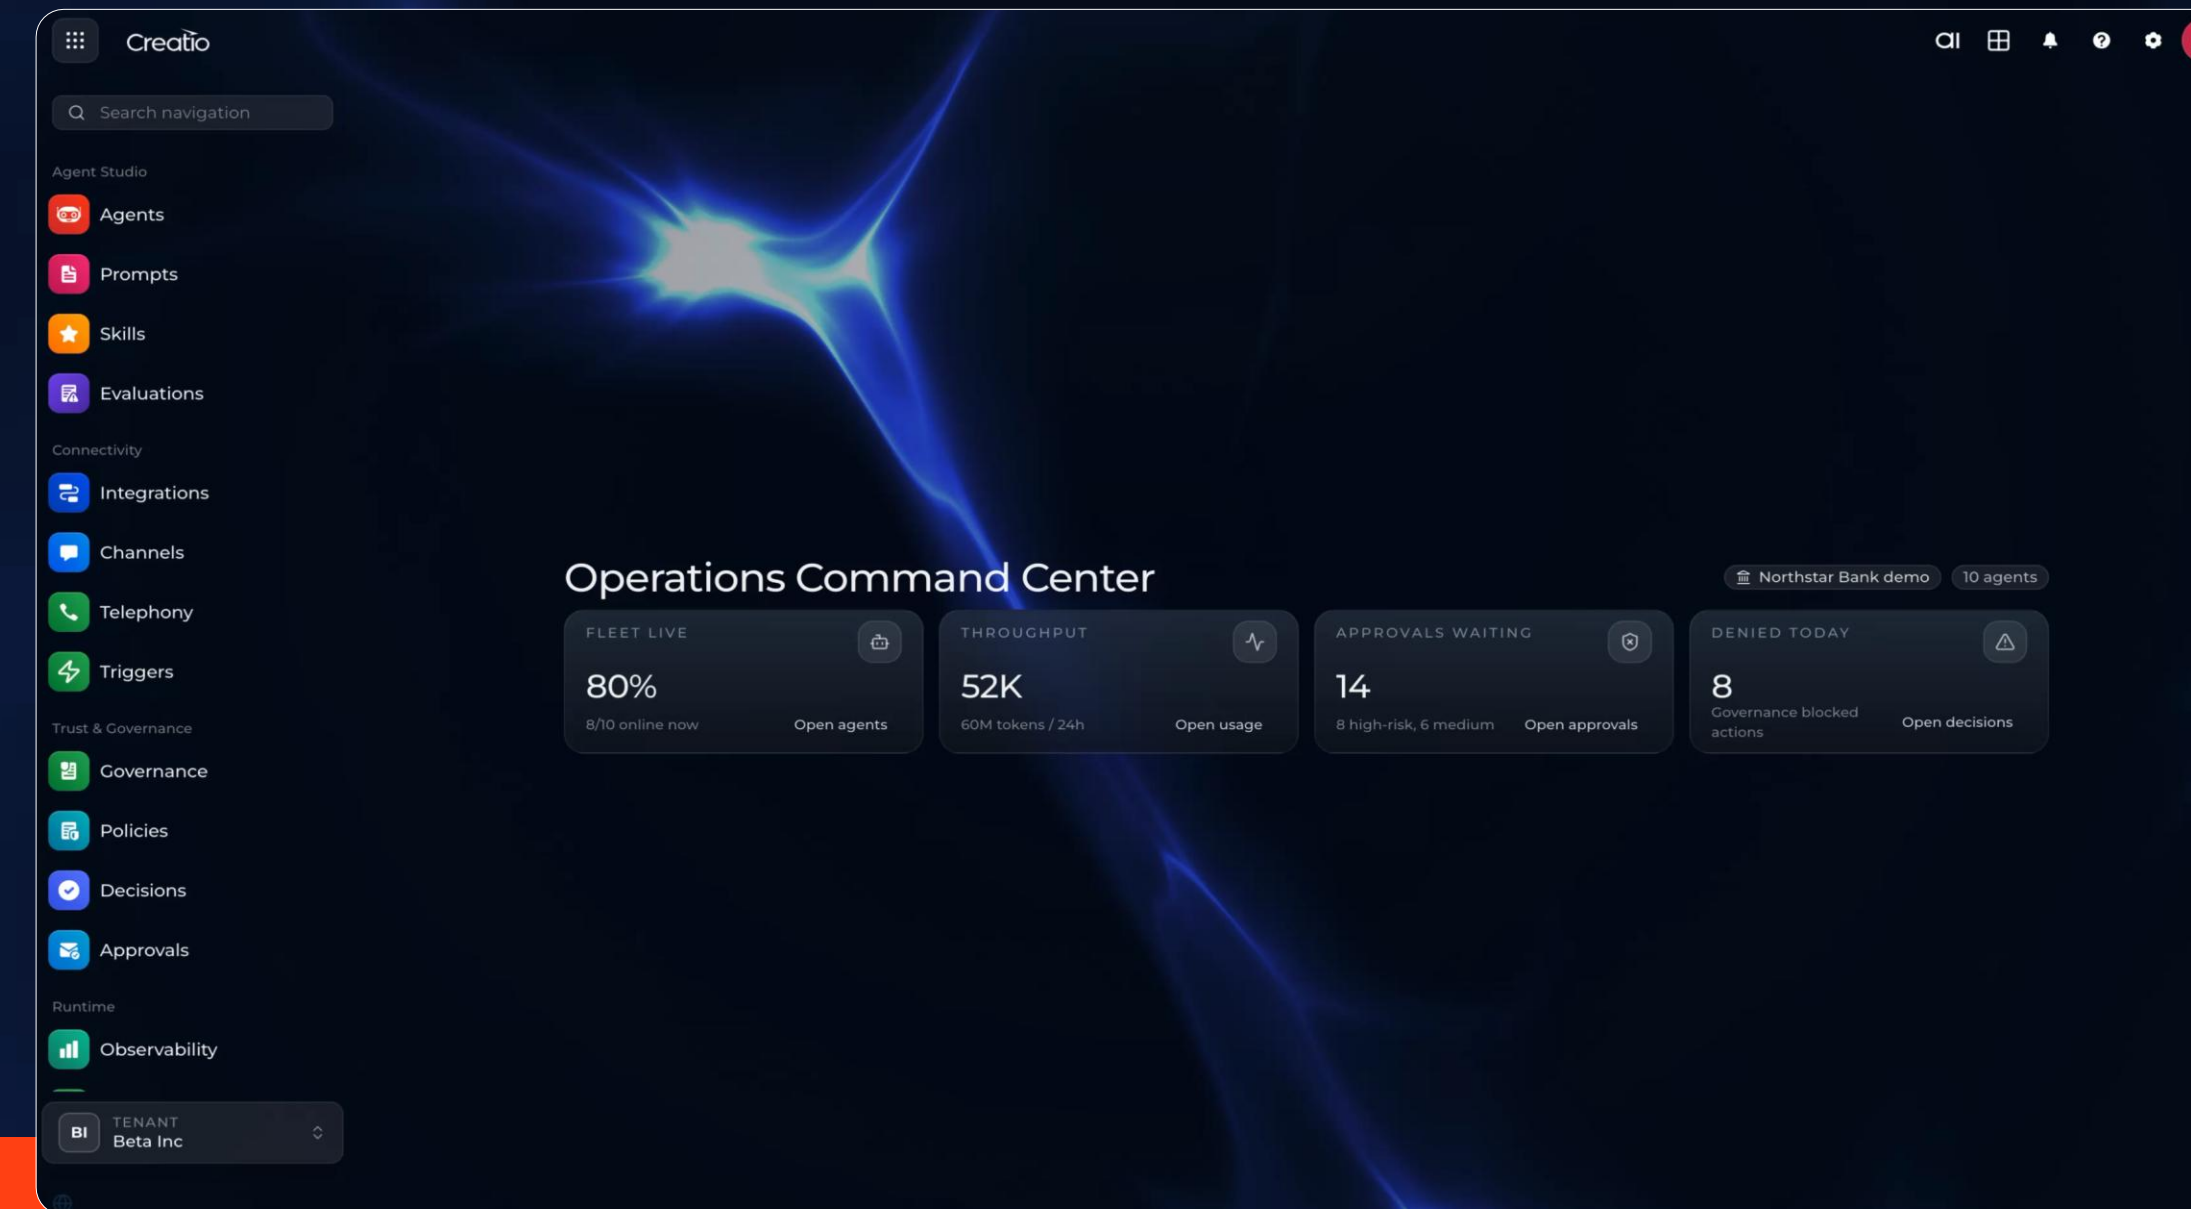 Creatio
ai
Search navigation
Agent Studio
Agents
Prompts
Skills
Evaluations
Connectivity
Integrations
Channels
Telephony
Triggers
Trust & Governance
Governance
Policies
Decisions
Approvals
Runtime
Observability
BI
TENANT
Beta Inc
Operations Command Center
Northstar Bank demo
10 agents
FLEET LIVE
80%
8/10 online now
Open agents
THROUGHPUT
52K
60M tokens / 24h
Open usage
APPROVALS WAITING
14
8 high-risk, 6 medium
Open approvals
DENIED TODAY
8
Governance blocked
actions
Open decisions